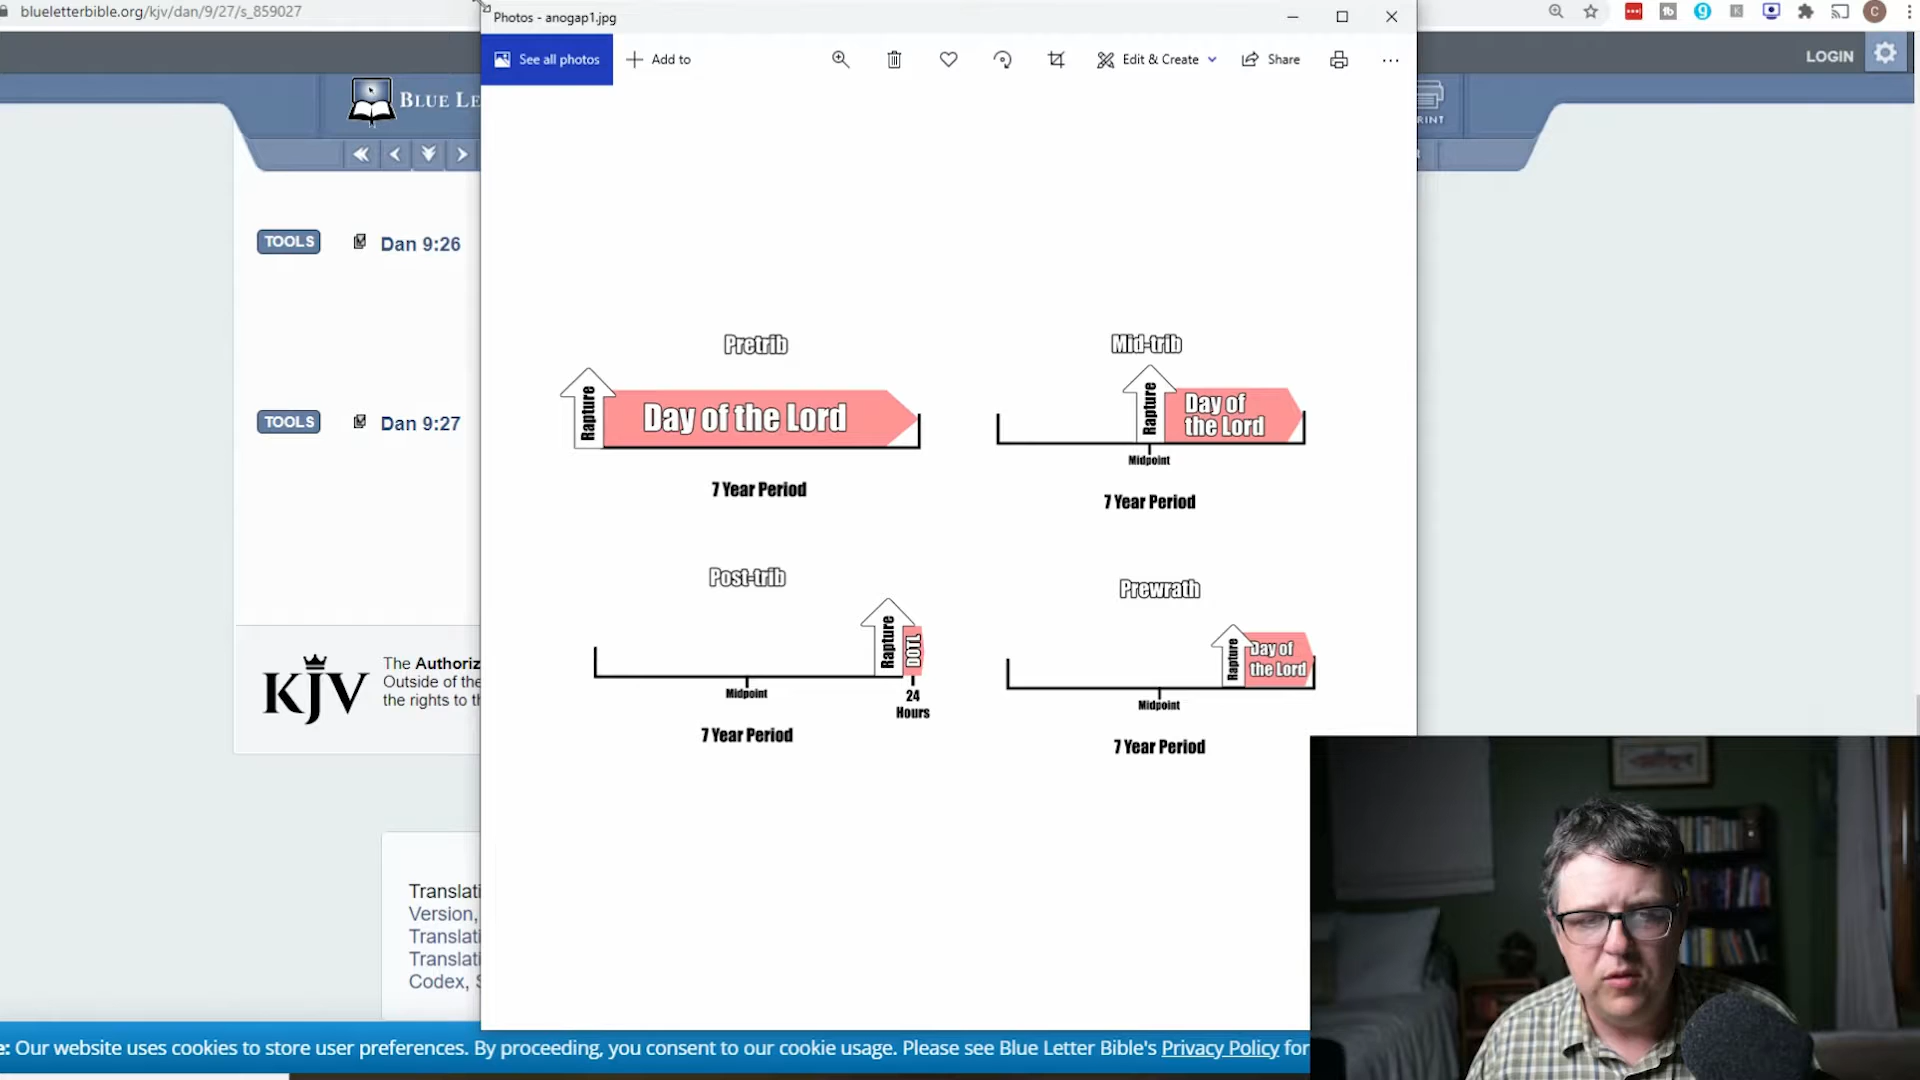 blueletterbible.org/kjv/dan/9/27/s_859027
Photos - anogap1.jpg
See all photos
Add to
Edit & Create
Share
LOGIN
BLUE LE
RINT
TOOLS
Dan 9:26
TOOLS
Dan 9:27
Pretrib
Rapture
Day of the Lord
7 Year Period
Mid-trib
Rapture
Day of
the Lord
Midpoint
7 Year Period
Post-trib
Rapture
DOTL
Midpoint
24
Hours
7 Year Period
Prewrath
Rapture
Day of
the Lord
Midpoint
7 Year Period
KJV
The Authoriz
Outside of the
the rights to t
Translati
Version,
Translati
Translati
Codex, S
e: Our website uses cookies to store user preferences. By proceeding, you consent to our cookie usage. Please see Blue Letter Bible's Privacy Policy for